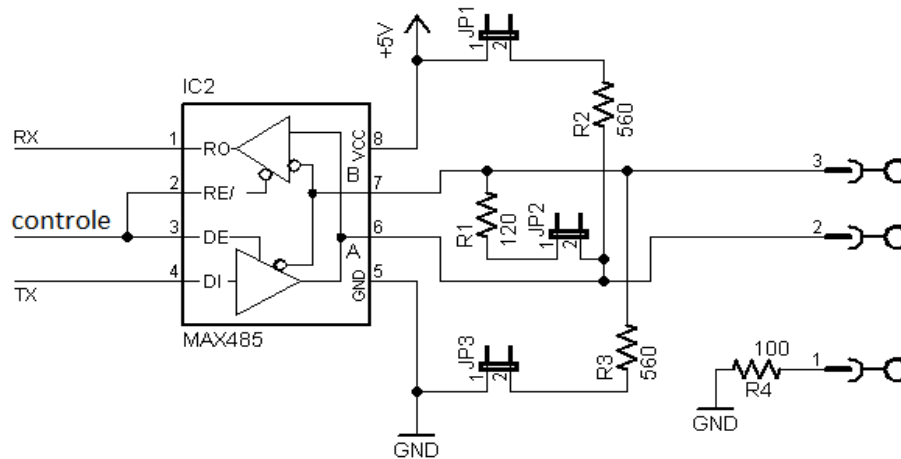 +5V
JP1
1 2
IC2
R2
560
RX
1
RO
VCC
8
B
7
3
2
RE/
controle
3
DE
R1
120
JP2
1 2
6
2
A
TX
4
DI
GND
5
MAX485
JP3
1 2
R3
560
100
1
R4
GND
GND